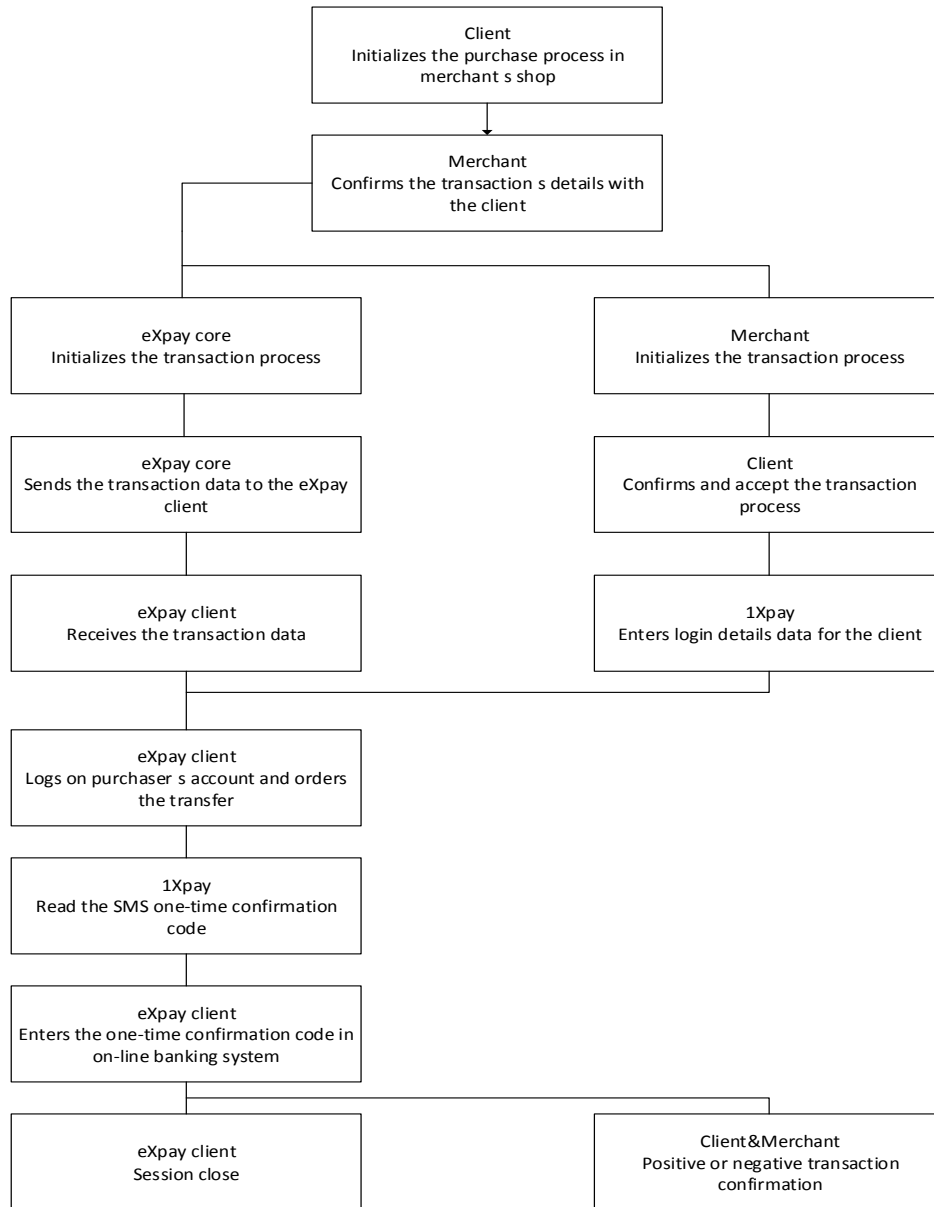 Client
Initializes the purchase process in
merchant s shop
Merchant
Confirms the transaction s details with
the client
eXpay core
Initializes the transaction process
Merchant
Initializes the transaction process
eXpay core
Sends the transaction data to the eXpay
client
Client
Confirms and accept the transaction
process
eXpay client
Receives the transaction data
1Xpay
Enters login details data for the client
eXpay client
Logs on purchaser s account and orders
the transfer
1Xpay
Read the SMS one-time confirmation
code
eXpay client
Enters the one-time confirmation code in
on-line banking system
eXpay client
Session close
Client&Merchant
Positive or negative transaction
confirmation